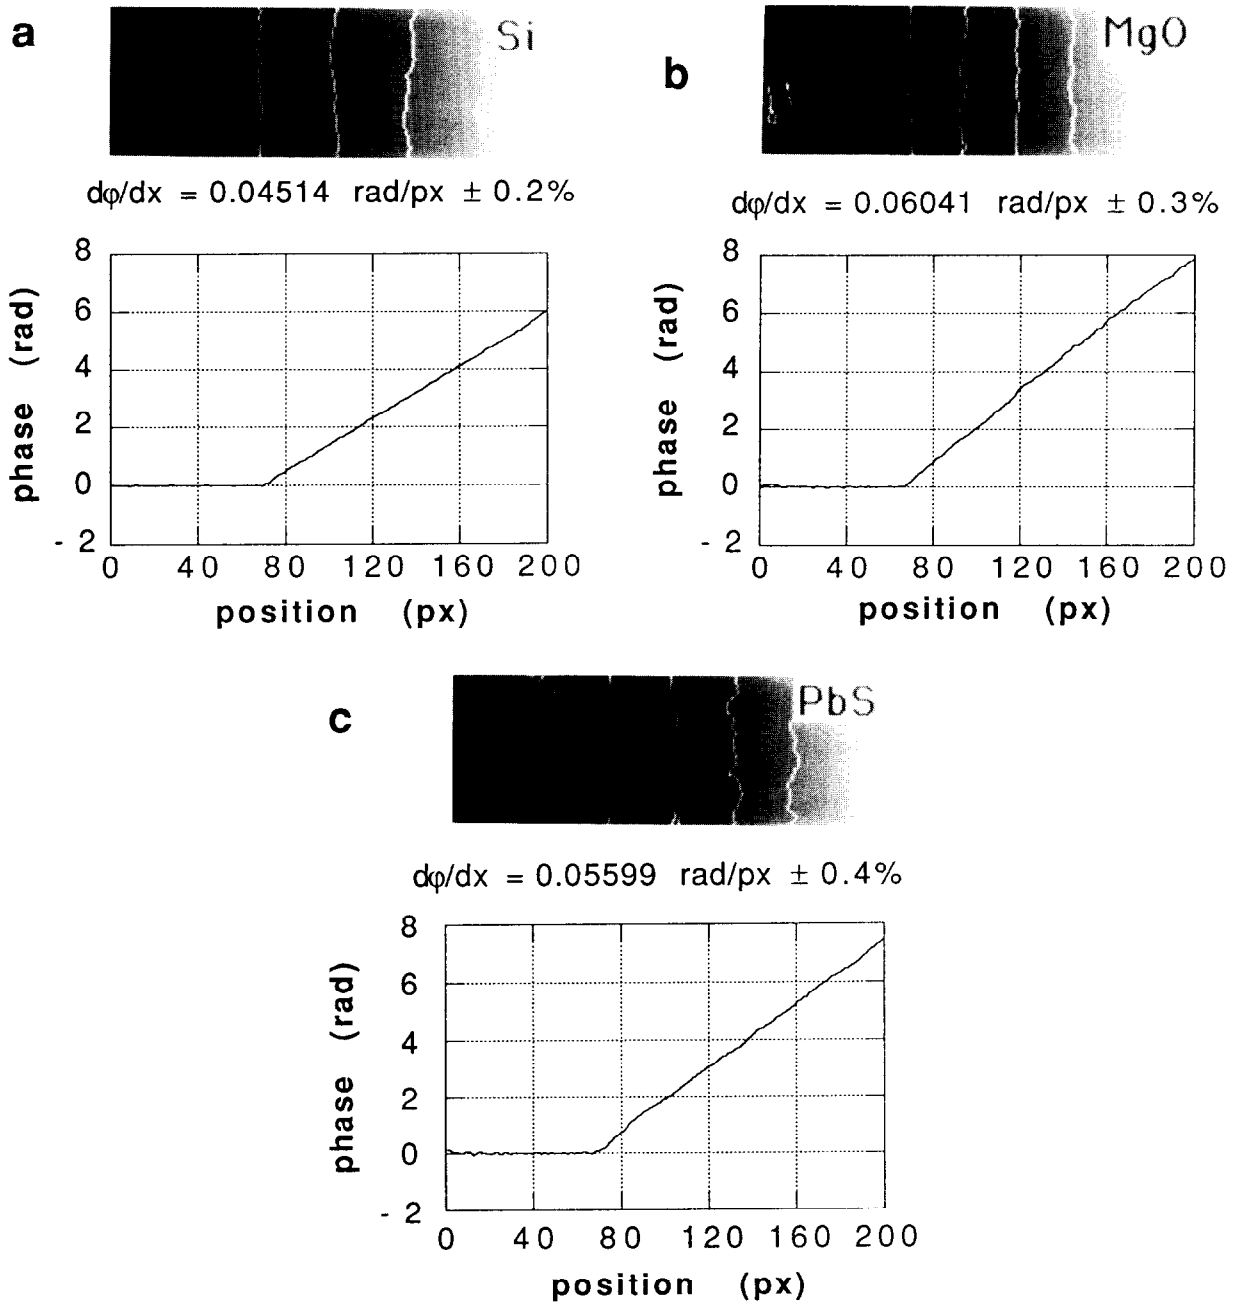 a
Si
dφ/dx = 0.04514 rad/px ± 0.2%
phase (rad)
8
6
4
2
0
- 2
0 40 80 120 160 200
position (px)
b
MgO
dφ/dx = 0.06041 rad/px ± 0.3%
phase (rad)
8
6
4
2
0
- 2
0 40 80 120 160 200
position (px)
c
PbS
dφ/dx = 0.05599 rad/px ± 0.4%
phase (rad)
8
6
4
2
0
- 2
0 40 80 120 160 200
position (px)